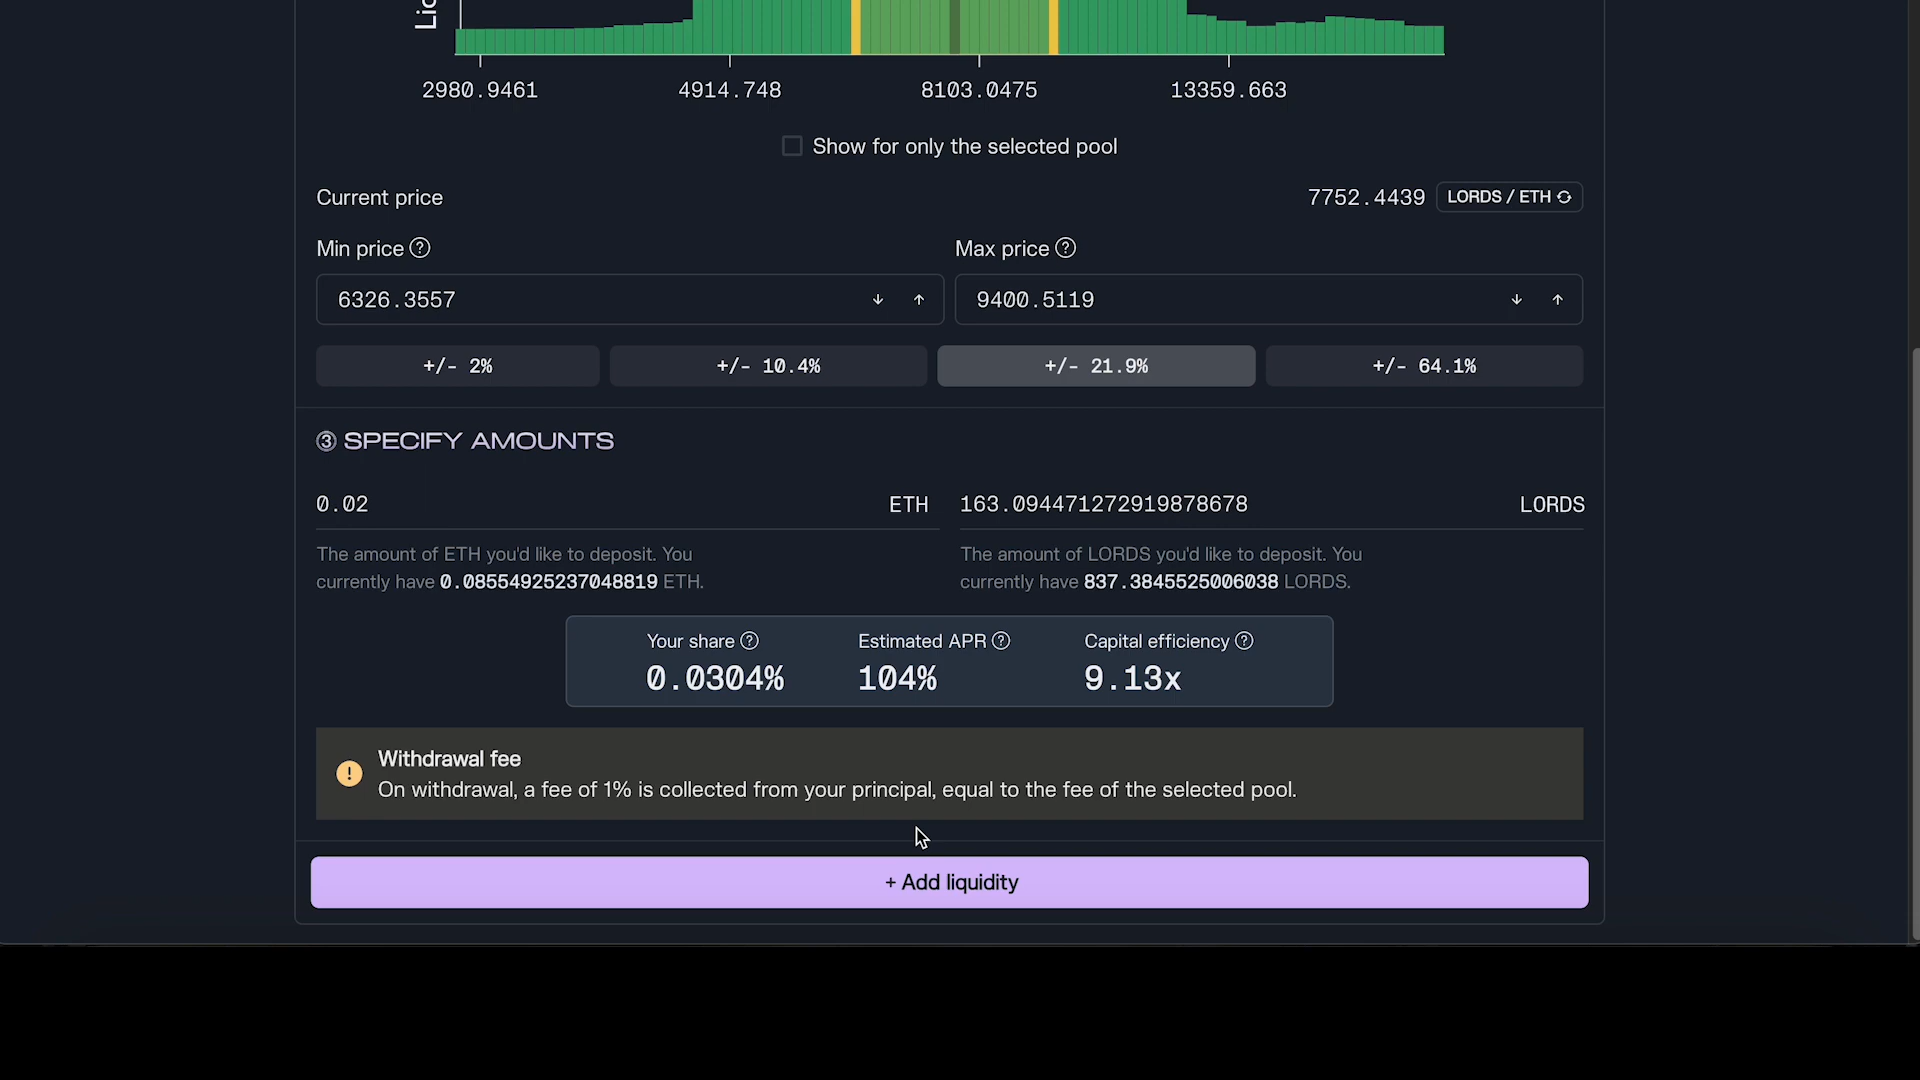 2980.9461 4914.748 8103.0475 13359.663
Show for only the selected pool
Current price 7752.4439 LORDS / ETH
Min price Max price
6326.3557 9400.5119
+/- 2% +/- 10.4% +/- 21.9% +/- 64.1%
3 SPECIFY AMOUNTS
0.02 ETH 163.094471272919878678 LORDS
The amount of ETH you'd like to deposit. You
currently have 0.08554925237048819 ETH.
The amount of LORDS you'd like to deposit. You
currently have 837.3845525006038 LORDS.
Your share Estimated APR Capital efficiency
0.0304% 104% 9.13x
Withdrawal fee
On withdrawal, a fee of 1% is collected from your principal, equal to the fee of the selected pool.
+ Add liquidity